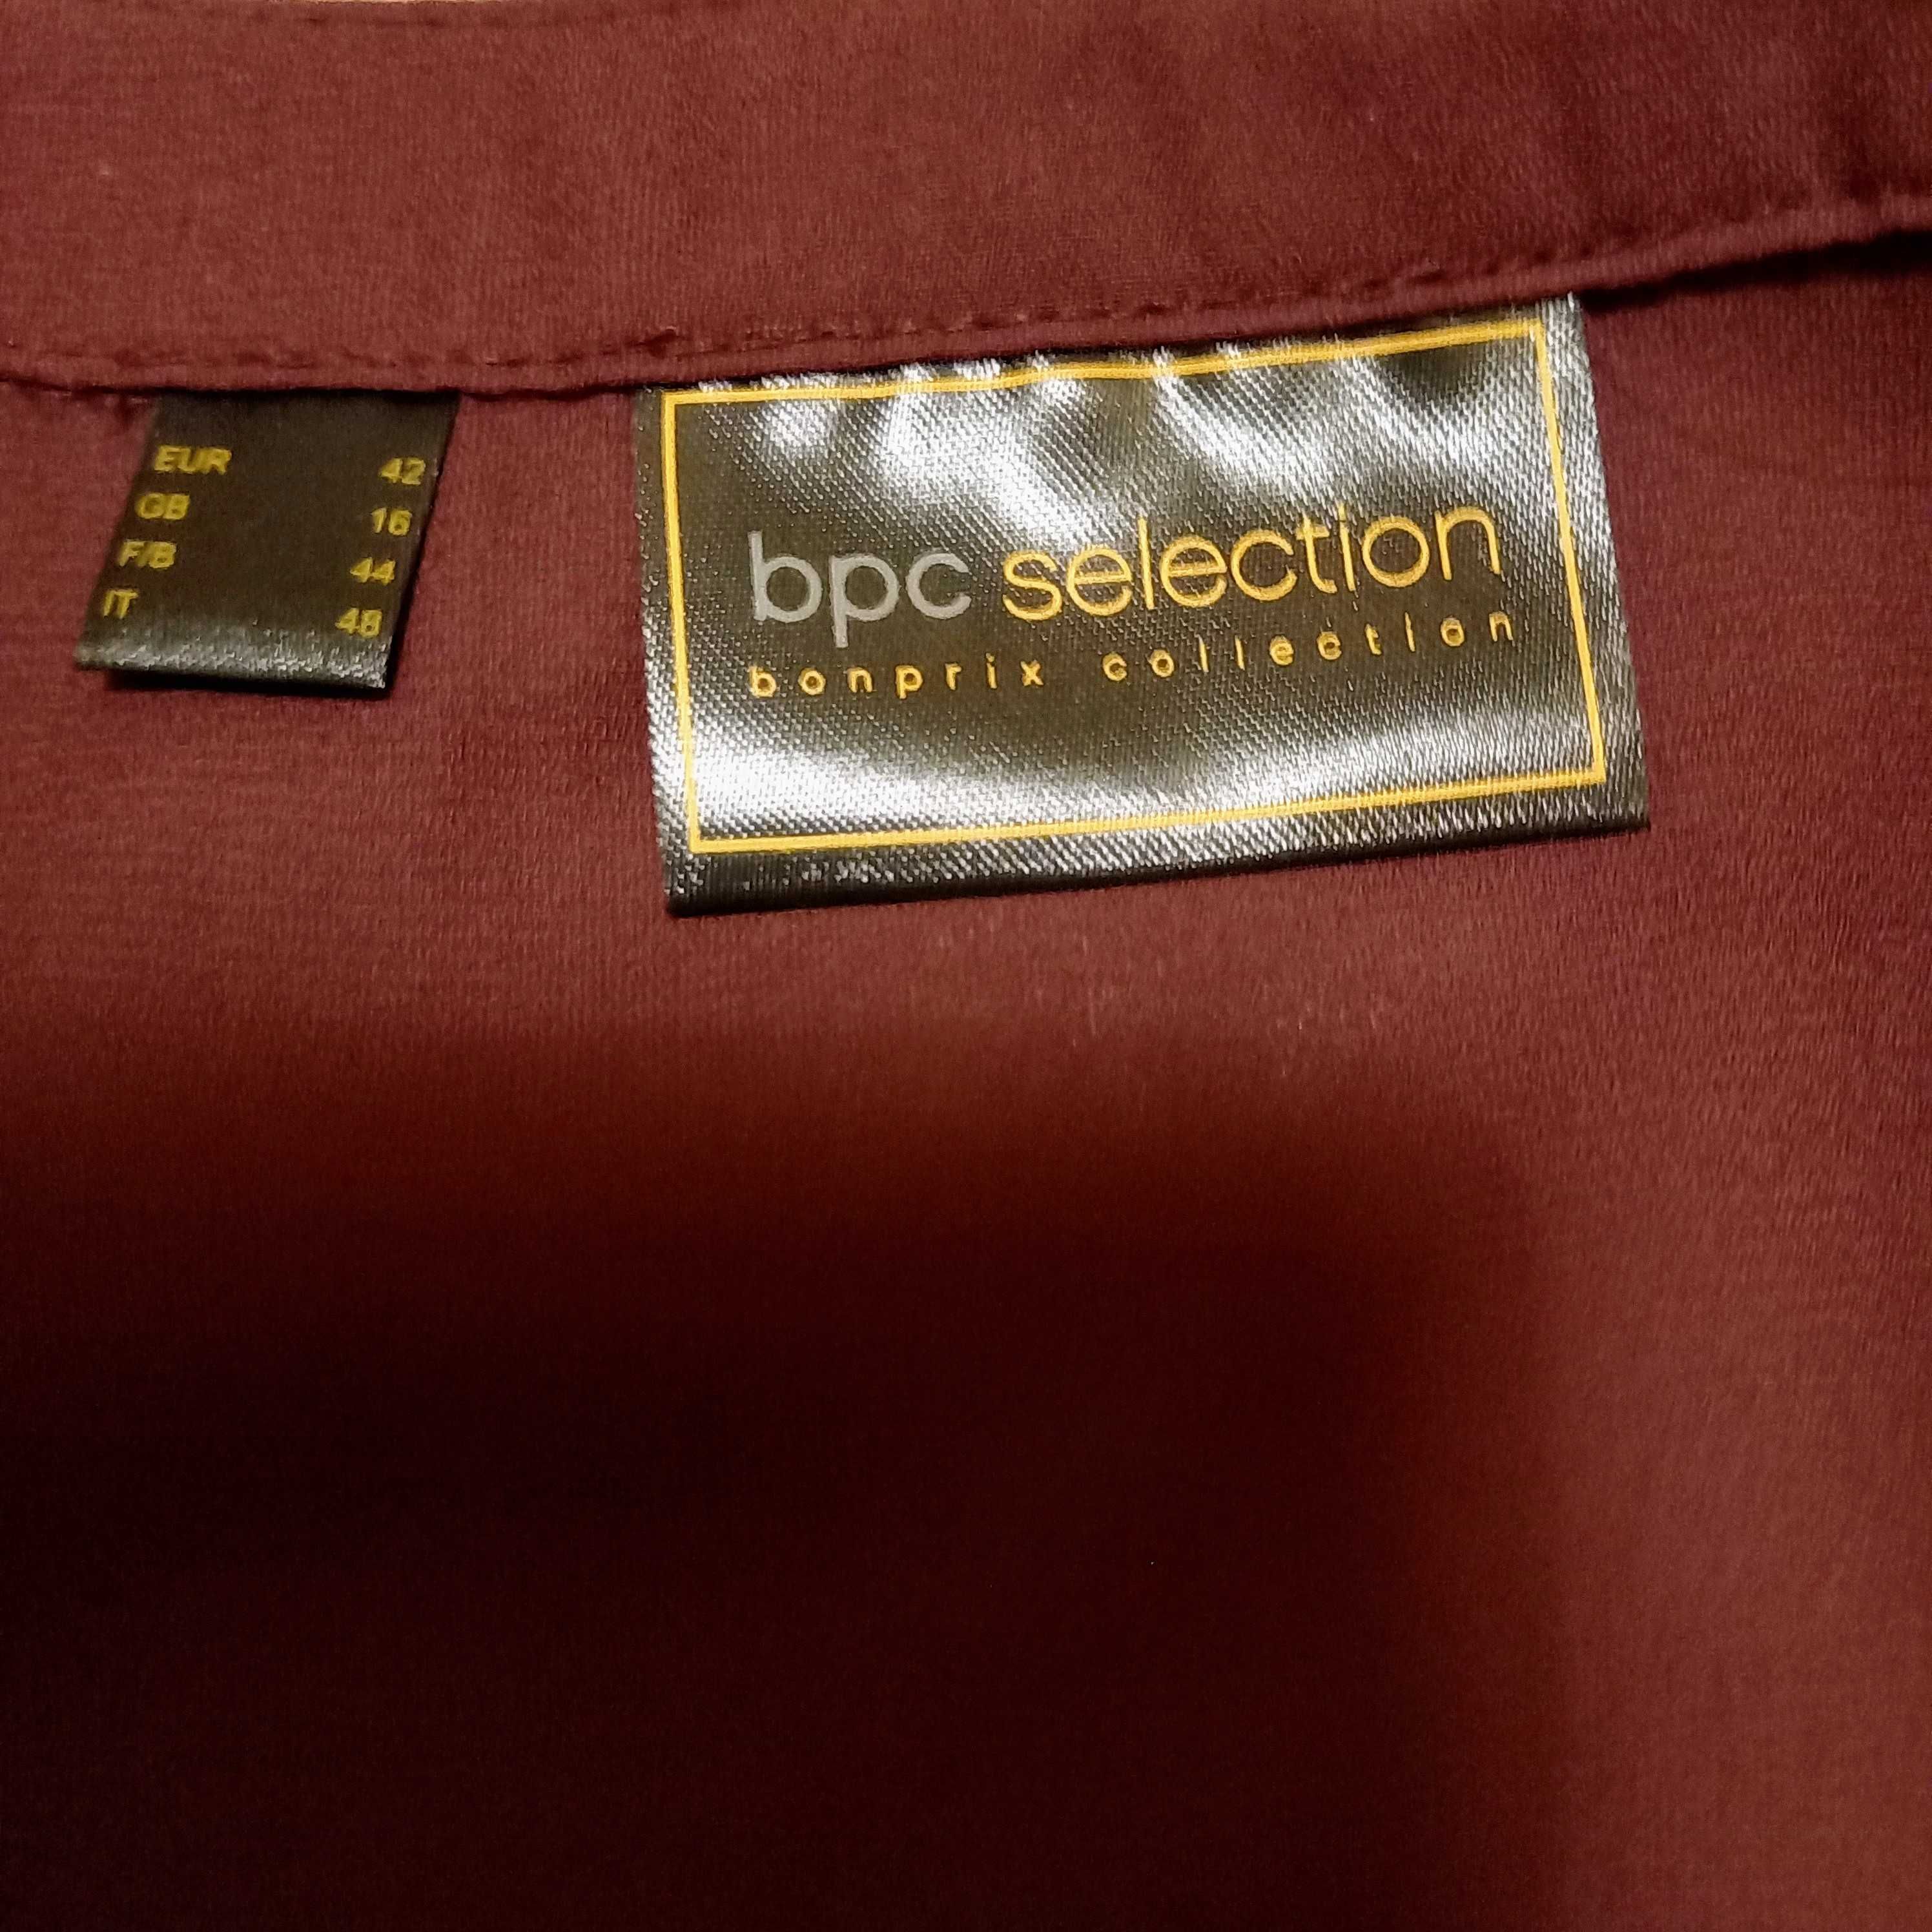 EUR 42
GB 16
F/B 44
IT 48
bpc selection
bonprix collection